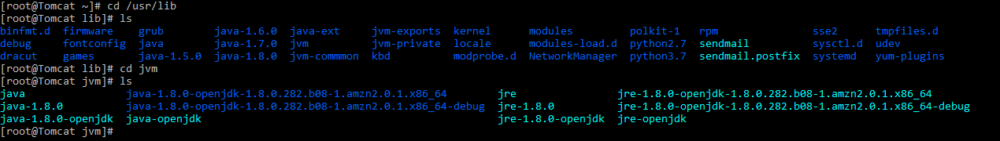 [root@Tomcat ~]# cd /usr/lib
[root@Tomcat lib]# ls
binfmt.d firmware grub java-1.6.0 java-ext jvm-exports kernel modules polkit-1 rpm sse2 tmpfiles.d
debug fontconfig java java-1.7.0 jvm jvm-private locale modules-load.d python2.7 sendmail sysctl.d udev
dracut games java-1.5.0 java-1.8.0 jvm-commmon kbd modprobe.d NetworkManager python3.7 sendmail.postfix systemd yum-plugins
[root@Tomcat lib]# cd jvm
[root@Tomcat jvm]# ls
java java-1.8.0-openjdk-1.8.0.282.b08-1.amzn2.0.1.x86_64 jre jre-1.8.0-openjdk-1.8.0.282.b08-1.amzn2.0.1.x86_64
java-1.8.0 java-1.8.0-openjdk-1.8.0.282.b08-1.amzn2.0.1.x86_64-debug jre-1.8.0 jre-1.8.0-openjdk-1.8.0.282.b08-1.amzn2.0.1.x86_64-debug
java-1.8.0-openjdk java-openjdk jre-1.8.0-openjdk jre-openjdk
[root@Tomcat jvm]#